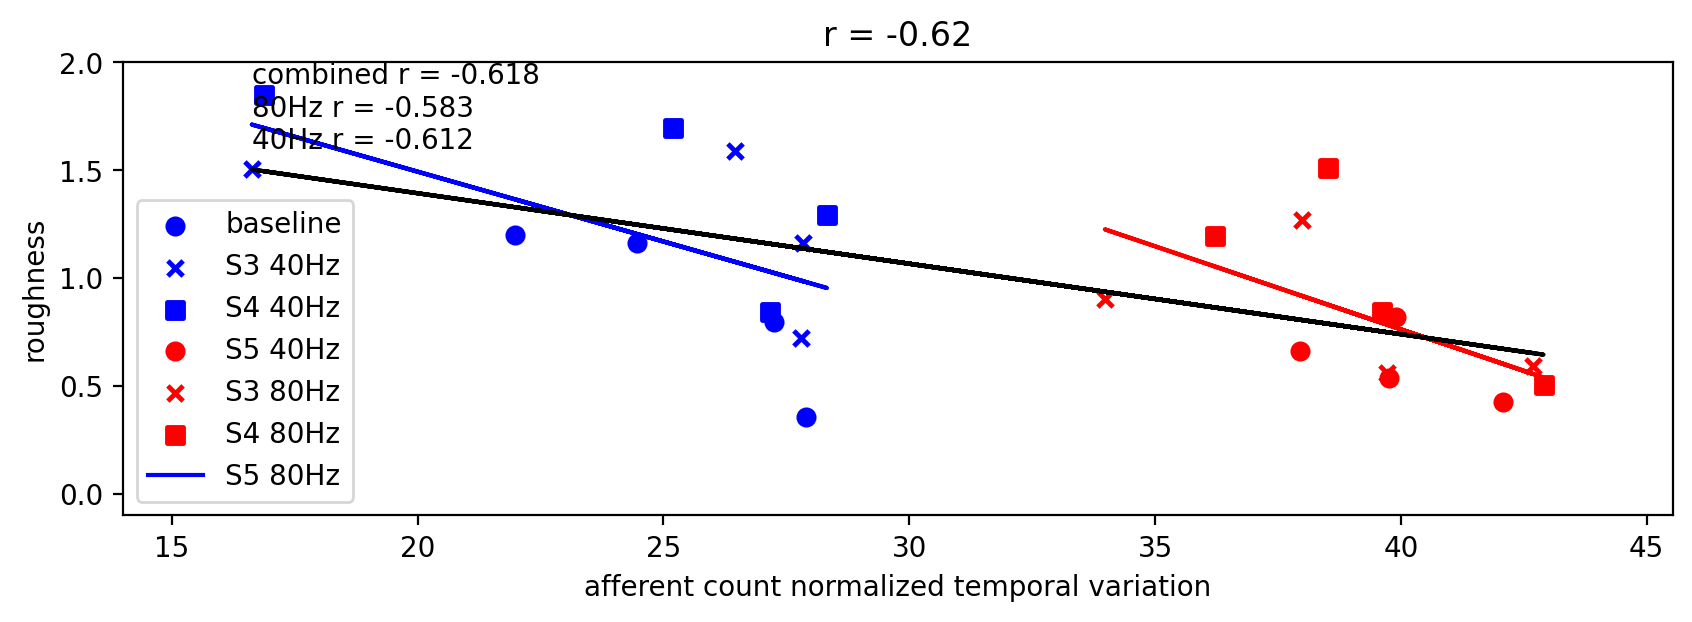 r = -0.62
combined r = -0.618
80Hz r = -0.583
40Hz r = -0.612
roughness
2.0
1.5
1.0
0.5
0.0
baseline
S3 40Hz
S4 40Hz
S5 40Hz
S3 80Hz
S4 80Hz
S5 80Hz
15 20 25 30 35 40 45
afferent count normalized temporal variation